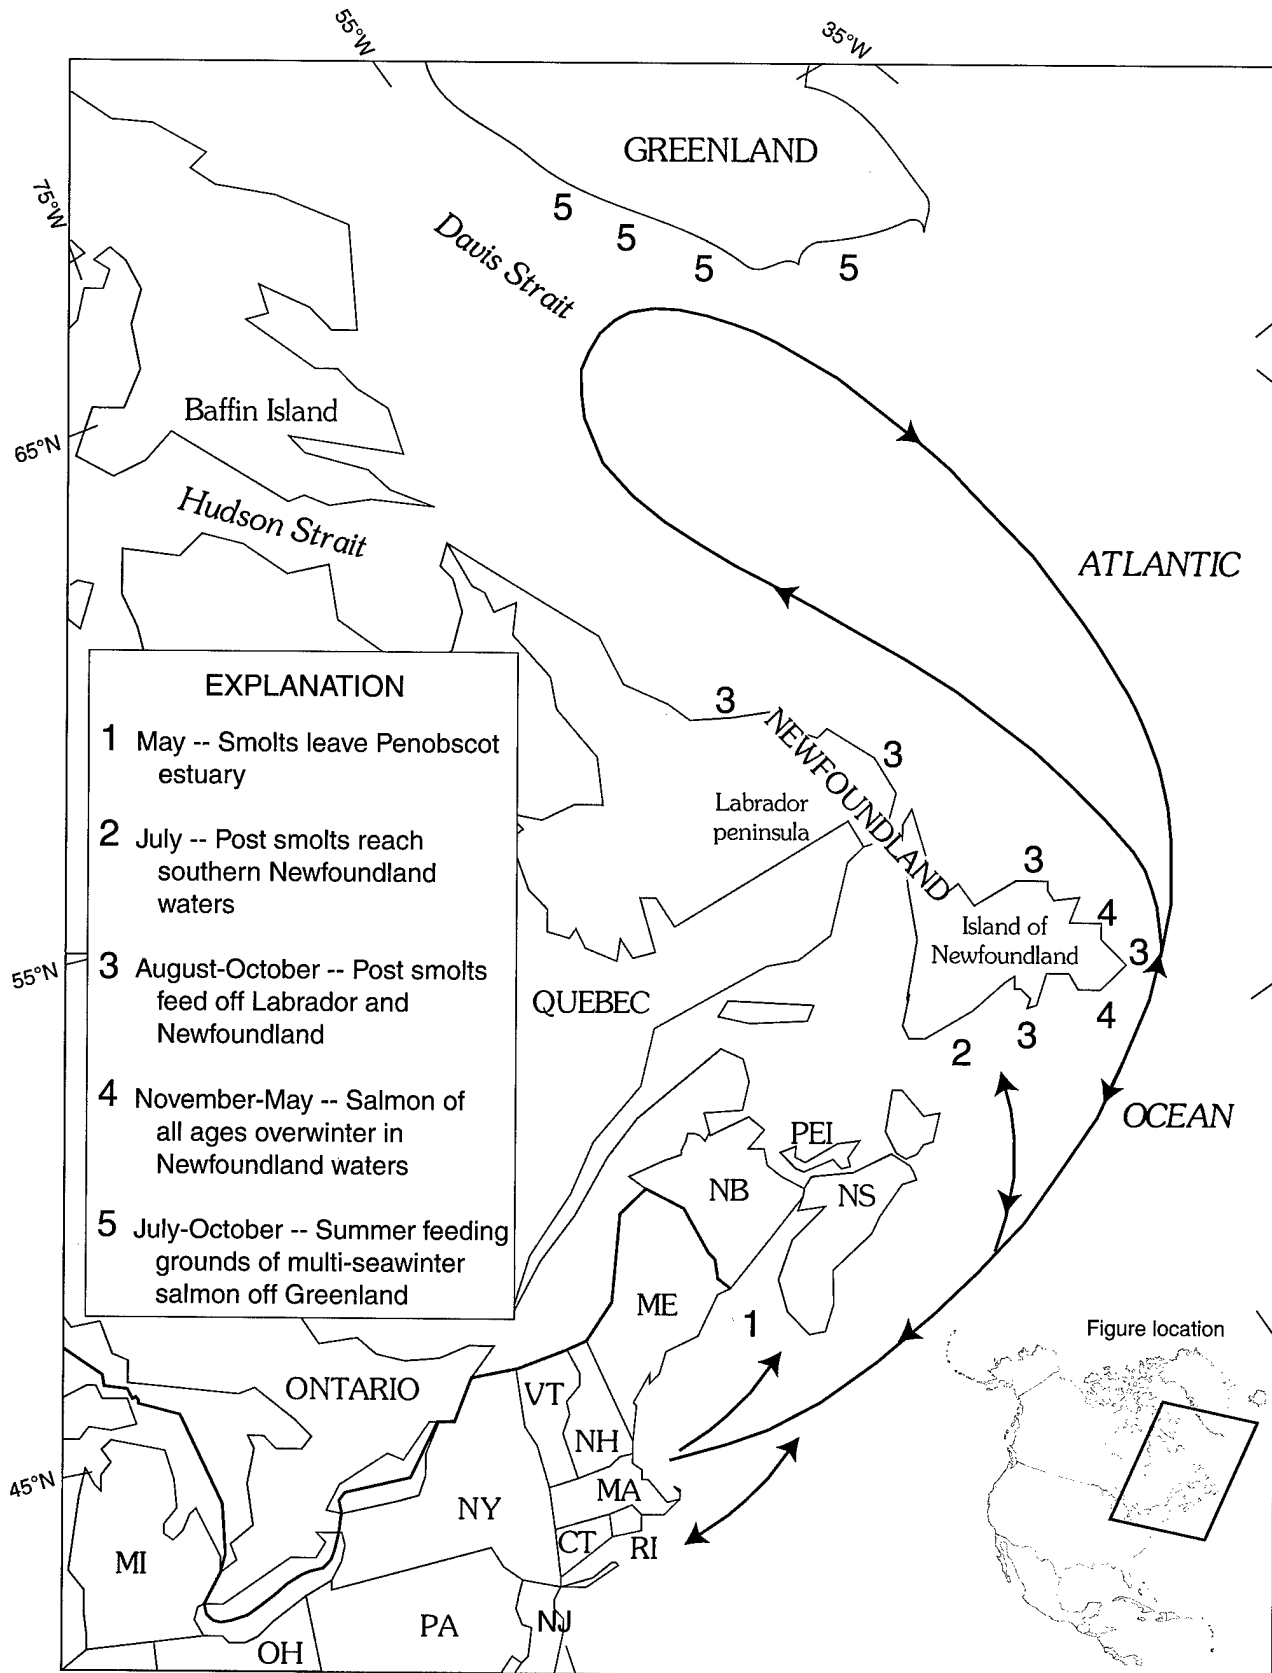 55°W
35°W
GREENLAND
75°W
5
5
5
5
Davis Strait
Baffin Island
65°N
Hudson Strait
ATLANTIC
EXPLANATION
1 May -- Smolts leave Penobscot
estuary
2 July -- Post smolts reach
southern Newfoundland
waters
3 August-October -- Post smolts
feed off Labrador and
Newfoundland
4 November-May -- Salmon of
all ages overwinter in
Newfoundland waters
5 July-October -- Summer feeding
grounds of multi-seawinter
salmon off Greenland
3
NEWFOUNDLAND
3
Labrador
peninsula
3
4
Island of
Newfoundland
3
55°N
QUEBEC
4
3
2
OCEAN
PEI
NB
NS
ME
1
Figure location
ONTARIO
VT
NH
45°N
MA
NY
CT
RI
MI
PA
NJ
OH